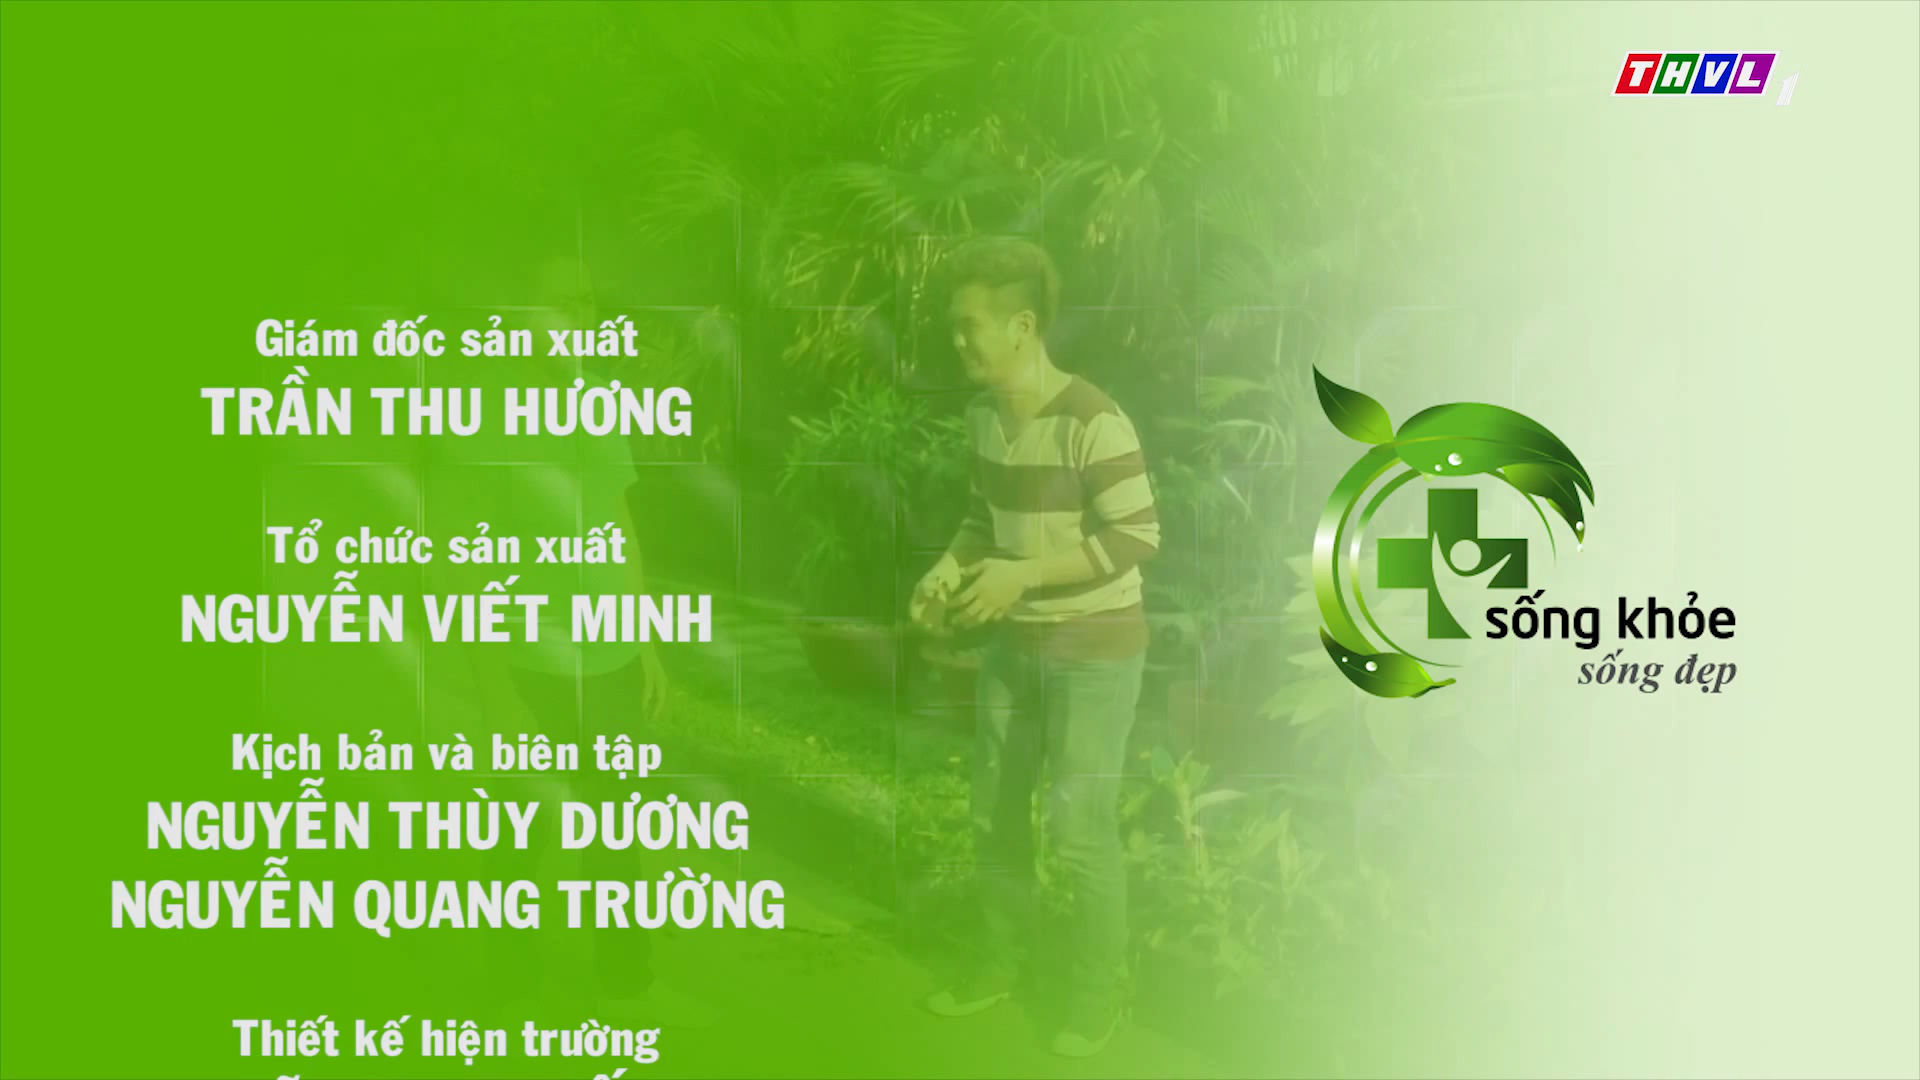 THVL1
Giám đốc sản xuất
TRẦN THU HƯƠNG
Tổ chức sản xuất
NGUYỄN VIẾT MINH
Kịch bản và biên tập
NGUYỄN THÙY DƯƠNG
NGUYỄN QUANG TRƯỜNG
Thiết kế hiện trường
sống khỏe
sống đẹp